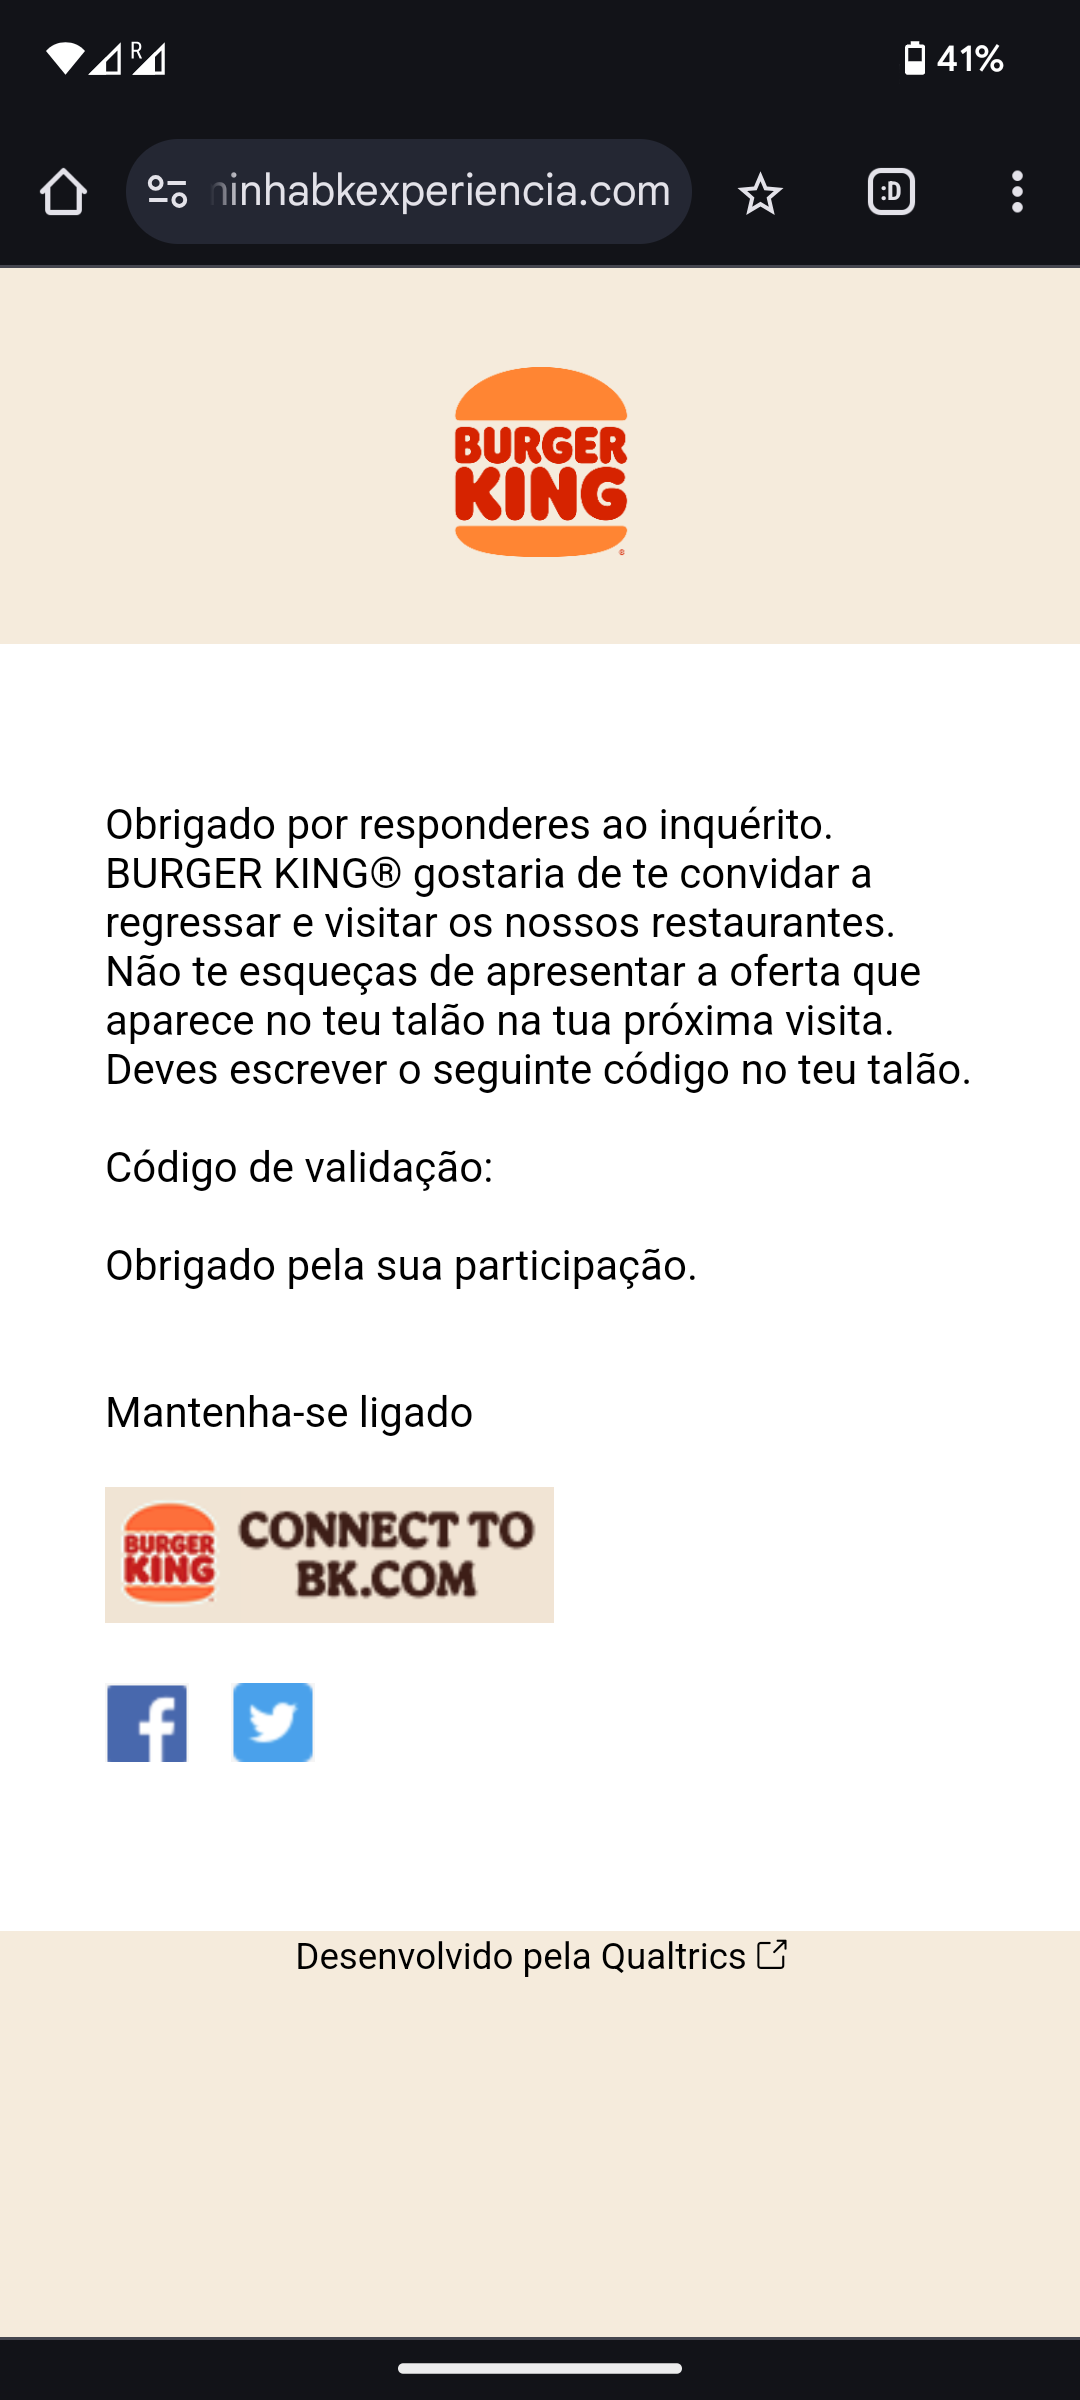 R 41%
inhabkexperiencia.com :D
BURGER
KING
®
Obrigado por responderes ao inquérito.
BURGER KING® gostaria de te convidar a
regressar e visitar os nossos restaurantes.
Não te esqueças de apresentar a oferta que
aparece no teu talão na tua próxima visita.
Deves escrever o seguinte código no teu talão.
Código de validação:
Obrigado pela sua participação.
Mantenha-se ligado
BURGER
KING
CONNECT TO
BK.COM
Desenvolvido pela Qualtrics